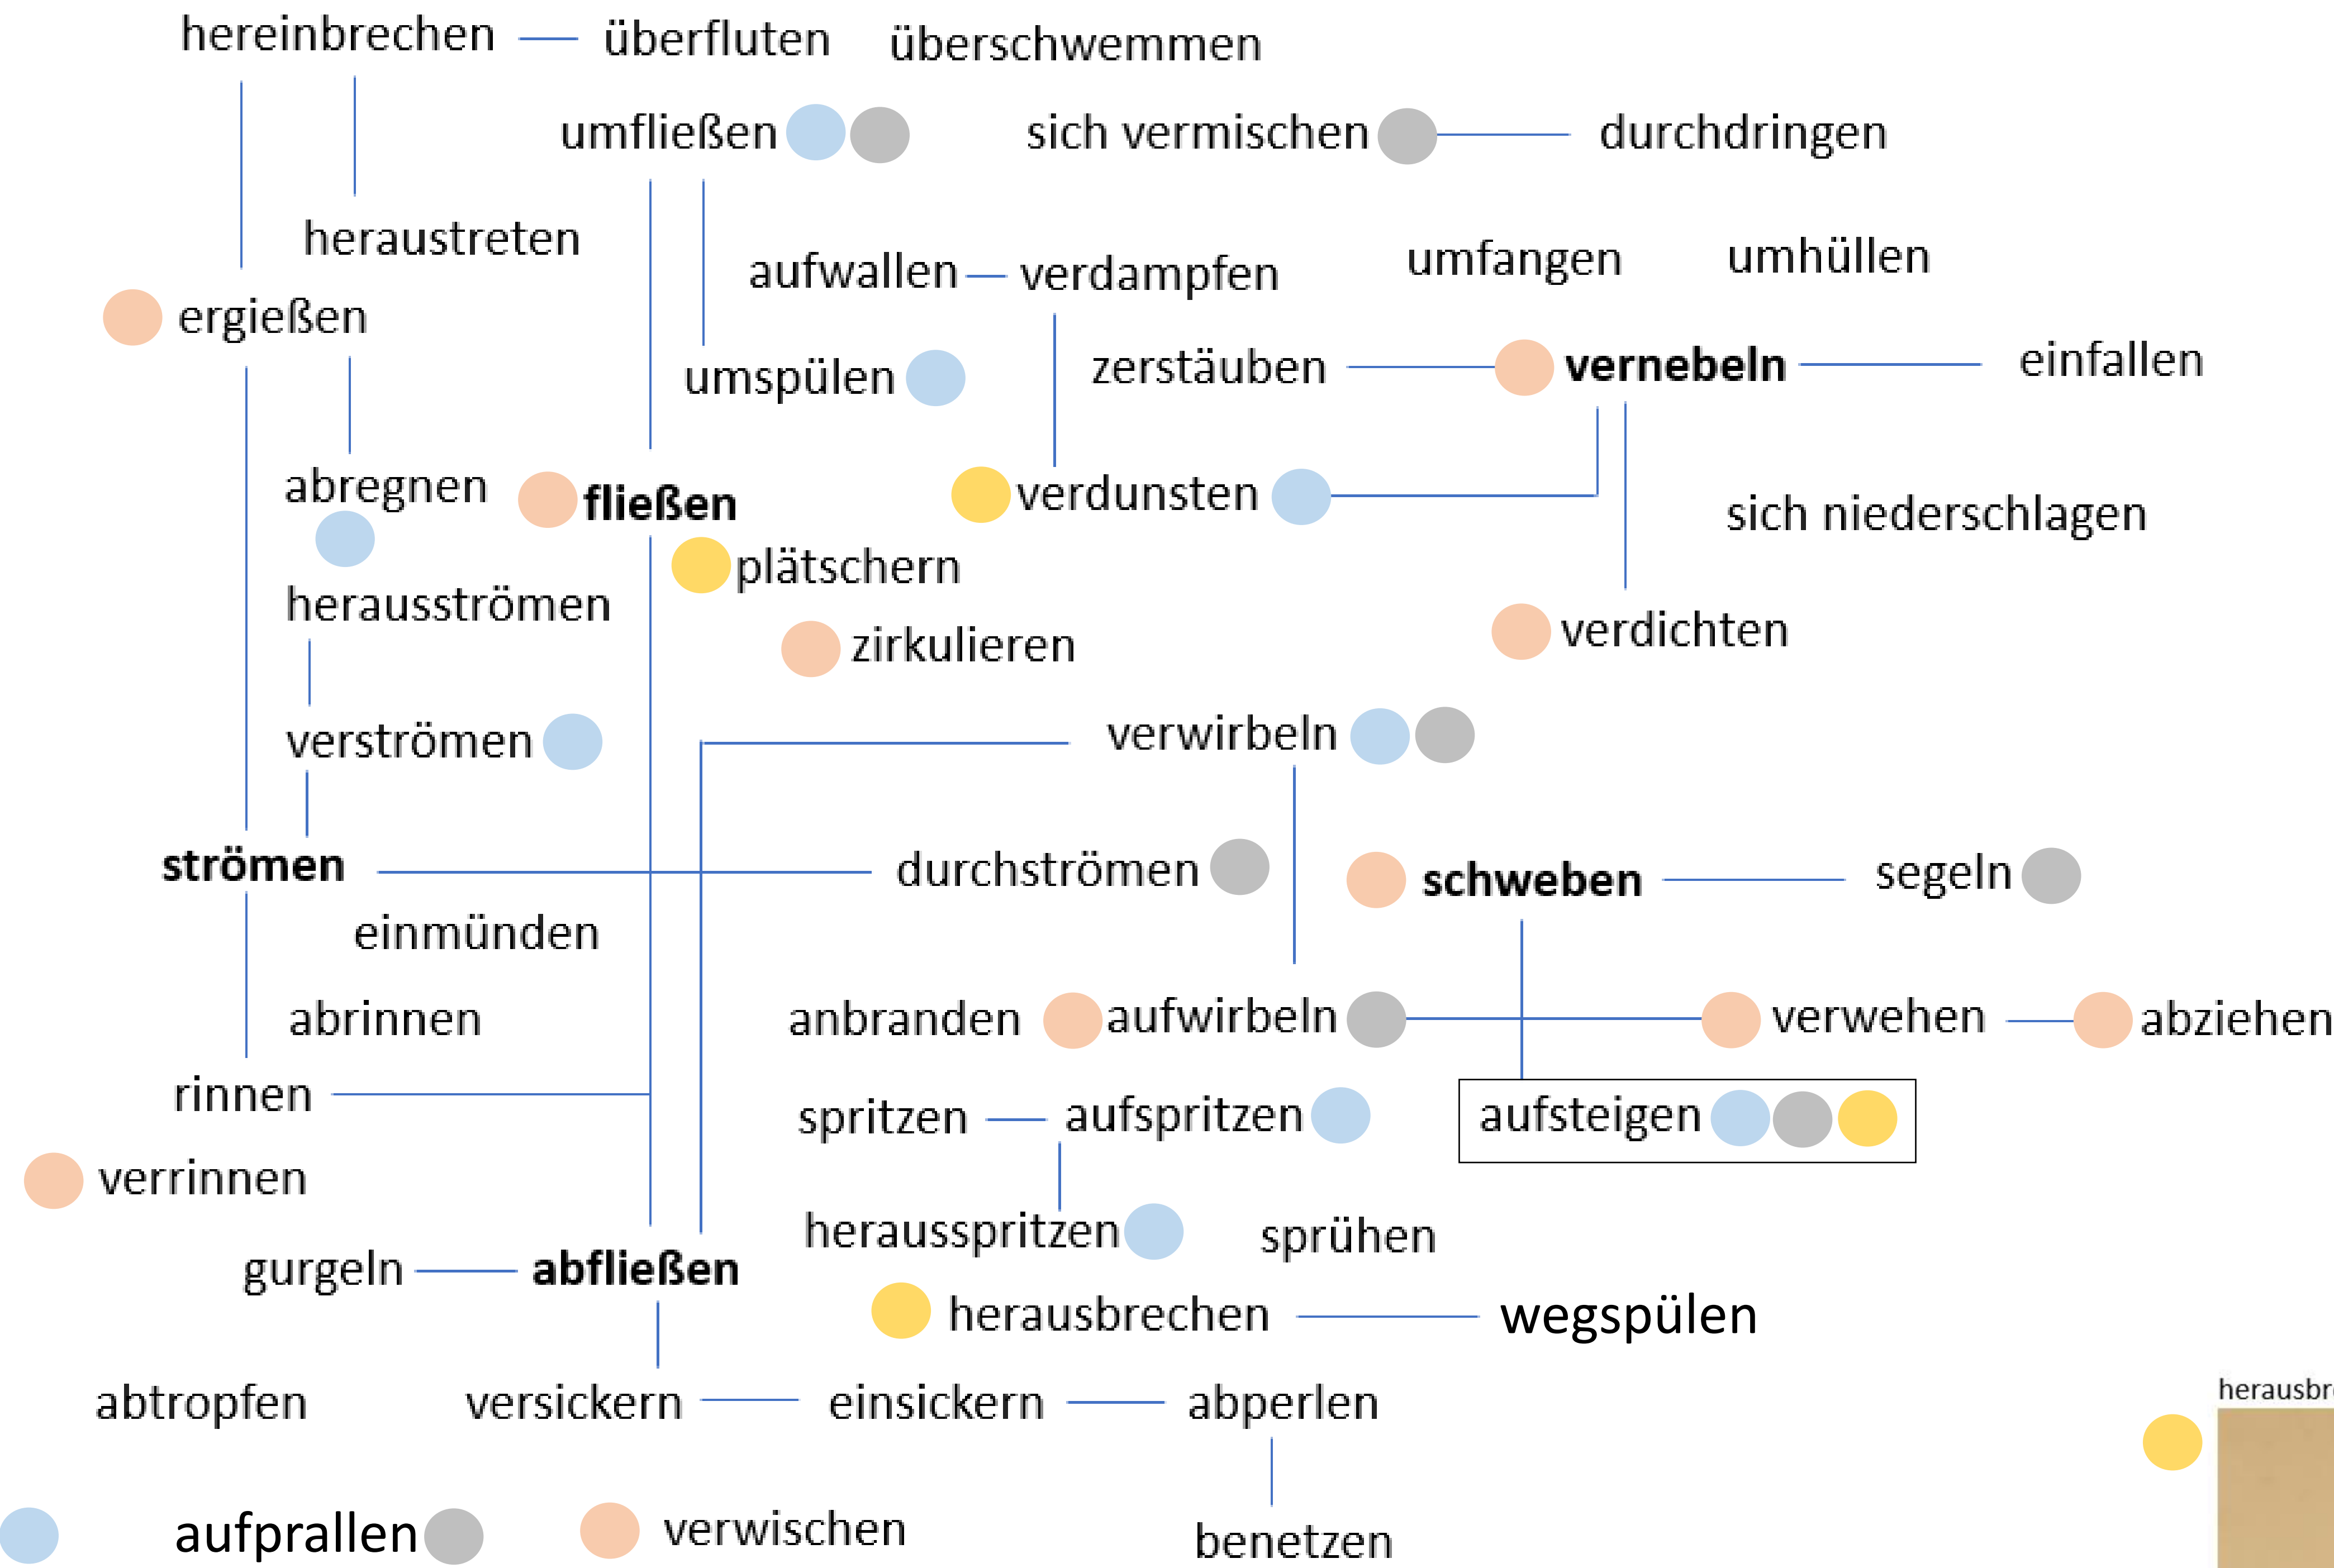 hereinbrechen überfluten überschwemmen
umfließen sich vermischen durchdringen
heraustreten
aufwallen verdampfen umfangen umhüllen
ergießen
umspülen zerstäuben vernebeln einfallen
abregnen fließen verdunsten sich niederschlagen
plätschern
herausströmen
zirkulieren verdichten
verströmen verwirbeln
strömen durchströmen schweben segeln
einmünden
abrinnen anbranden aufwirbeln verwehen abziehen
rinnen spritzen aufspritzen aufsteigen
verrinnen
herausspritzen sprühen
gurgeln abfließen
herausbrechen wegspülen
abtropfen versickern einsickern abperlen
aufprallen verwischen benetzen